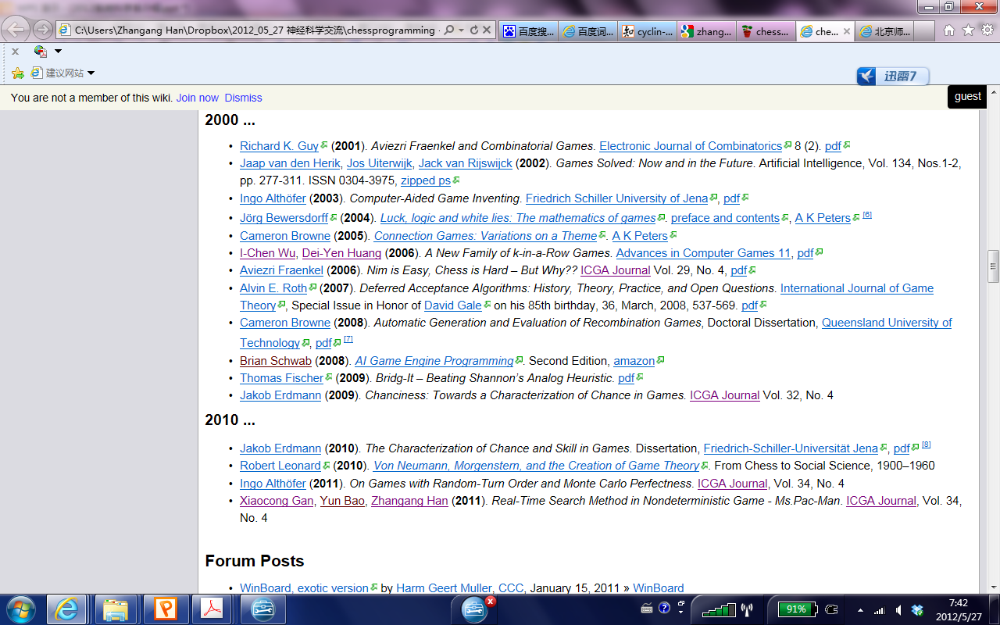 C:\Users\Zhangang Han\Dropbox\2012_05_27 神经科学交流\chessprogramming -
百度搜...
百度词...
cyclin-...
zhang...
chess...
che...
北京师...
建议网站
迅雷7
You are not a member of this wiki. Join now Dismiss
guest
2000 ...
• Richard K. Guy (2001). Aviezri Fraenkel and Combinatorial Games. Electronic Journal of Combinatorics 8 (2). pdf
• Jaap van den Herik, Jos Uiterwijk, Jack van Rijswijck (2002). Games Solved: Now and in the Future. Artificial Intelligence, Vol. 134, Nos.1-2,
pp. 277-311. ISSN 0304-3975, zipped ps
• Ingo Althöfer (2003). Computer-Aided Game Inventing. Friedrich Schiller University of Jena, pdf
• Jörg Bewersdorff (2004). Luck, logic and white lies: The mathematics of games. preface and contents, A K Peters [6]
• Cameron Browne (2005). Connection Games: Variations on a Theme. A K Peters
• I-Chen Wu, Dei-Yen Huang (2006). A New Family of k-in-a-Row Games. Advances in Computer Games 11, pdf
• Aviezri Fraenkel (2006). Nim is Easy, Chess is Hard – But Why?? ICGA Journal Vol. 29, No. 4, pdf
• Alvin E. Roth (2007). Deferred Acceptance Algorithms: History, Theory, Practice, and Open Questions. International Journal of Game
Theory, Special Issue in Honor of David Gale on his 85th birthday, 36, March, 2008, 537-569. pdf
• Cameron Browne (2008). Automatic Generation and Evaluation of Recombination Games, Doctoral Dissertation, Queensland University of
Technology, pdf [7]
• Brian Schwab (2008). AI Game Engine Programming. Second Edition, amazon
• Thomas Fischer (2009). Bridg-It – Beating Shannon's Analog Heuristic. pdf
• Jakob Erdmann (2009). Chanciness: Towards a Characterization of Chance in Games. ICGA Journal Vol. 32, No. 4
2010 ...
• Jakob Erdmann (2010). The Characterization of Chance and Skill in Games. Dissertation, Friedrich-Schiller-Universität Jena, pdf [8]
• Robert Leonard (2010). Von Neumann, Morgenstern, and the Creation of Game Theory. From Chess to Social Science, 1900–1960
• Ingo Althöfer (2011). On Games with Random-Turn Order and Monte Carlo Perfectness. ICGA Journal, Vol. 34, No. 4
• Xiaocong Gan, Yun Bao, Zhangang Han (2011). Real-Time Search Method in Nondeterministic Game - Ms.Pac-Man. ICGA Journal, Vol. 34,
No. 4
Forum Posts
• WinBoard, exotic version by Harm Geert Muller, CCC, January 15, 2011 » WinBoard
91%
7:42
2012/5/27